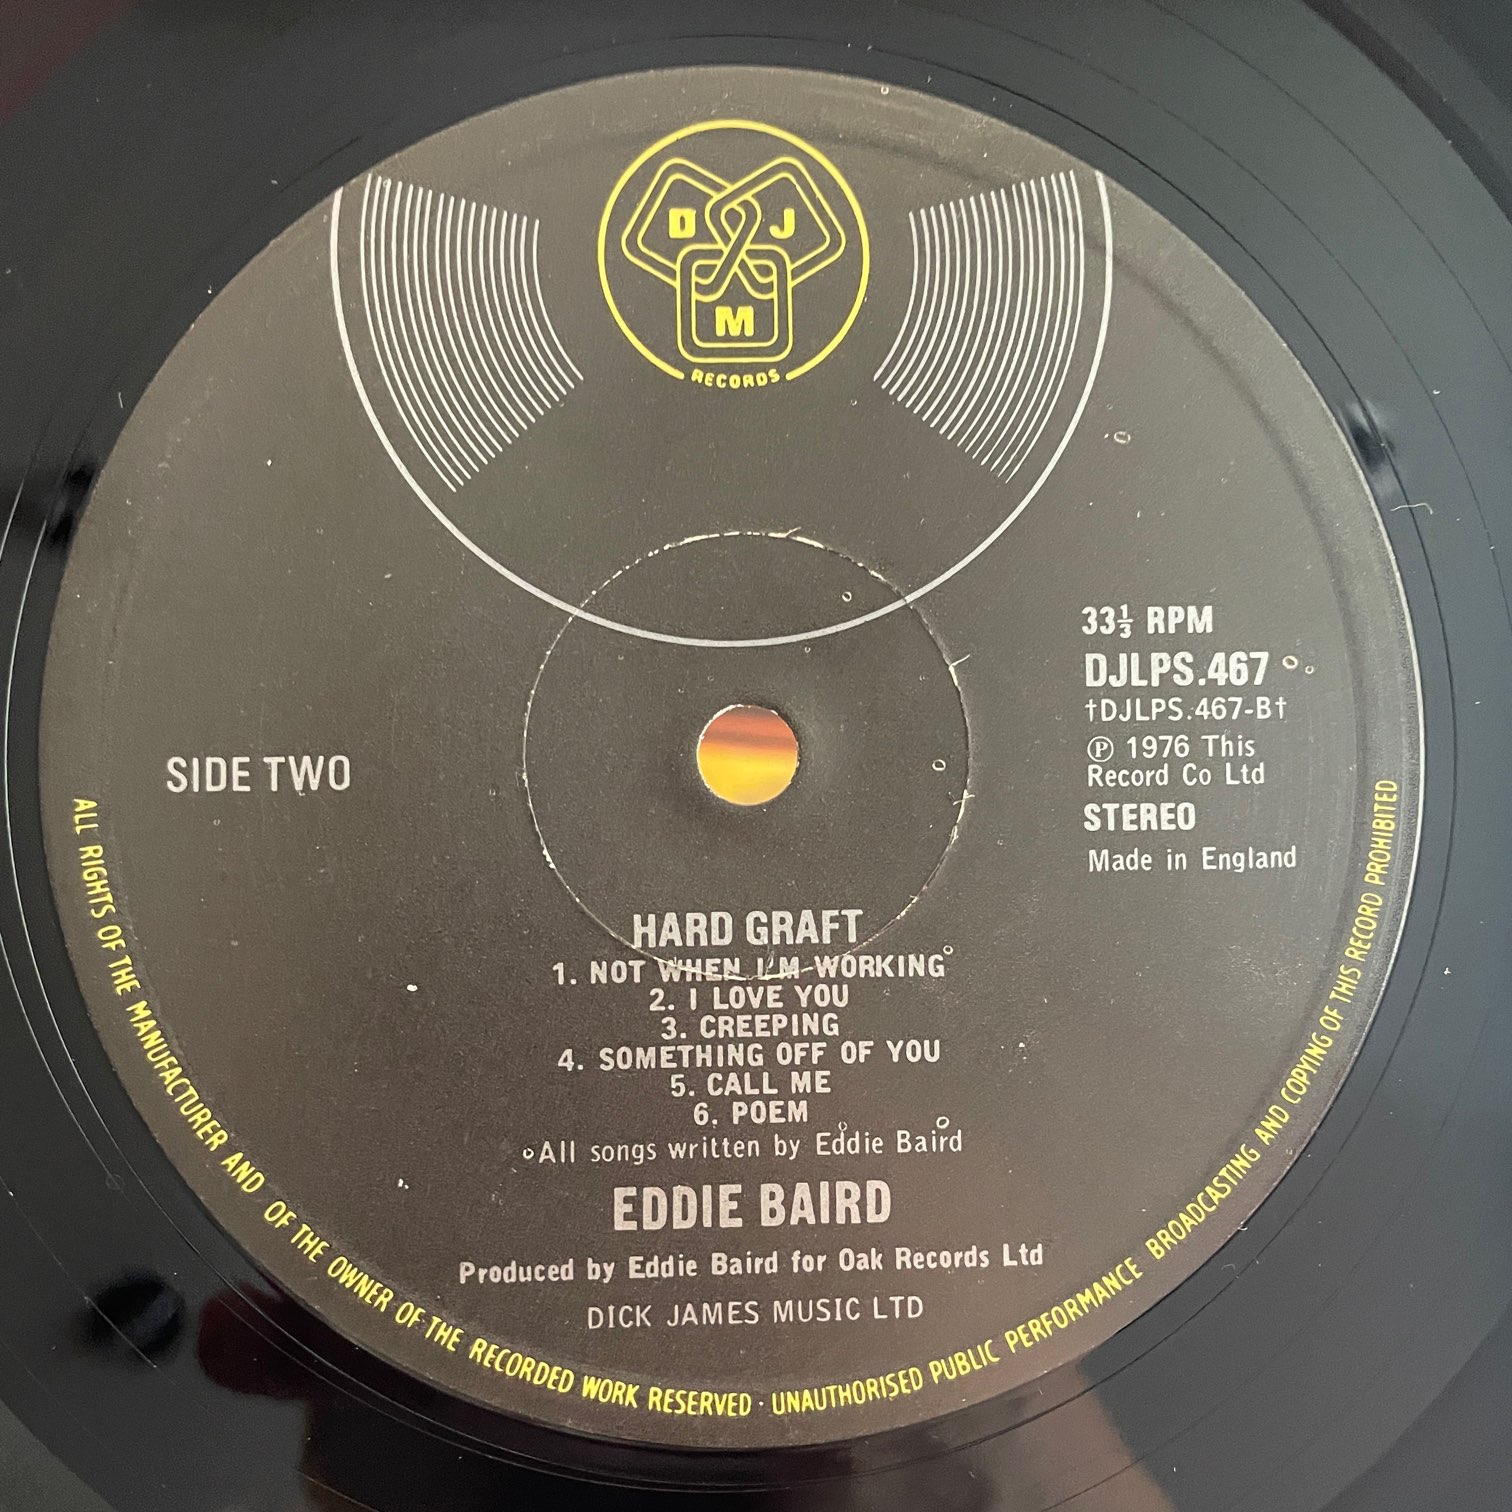 D J
M
RECORDS
33⅓ RPM
DJLPS.467
†DJLPS.467-B†
℗ 1976 This
Record Co Ltd
STEREO
Made in England
SIDE TWO
HARD GRAFT
1. NOT WHEN I'M WORKING
2. I LOVE YOU
3. CREEPING
4. SOMETHING OFF OF YOU
5. CALL ME
6. POEM
All songs written by Eddie Baird
EDDIE BAIRD
Produced by Eddie Baird for Oak Records Ltd
DICK JAMES MUSIC LTD
ALL RIGHTS OF THE MANUFACTURER AND OF THE OWNER OF THE RECORDED WORK RESERVED · UNAUTHORISED PUBLIC PERFORMANCE BROADCASTING AND COPYING OF THIS RECORD PROHIBITED